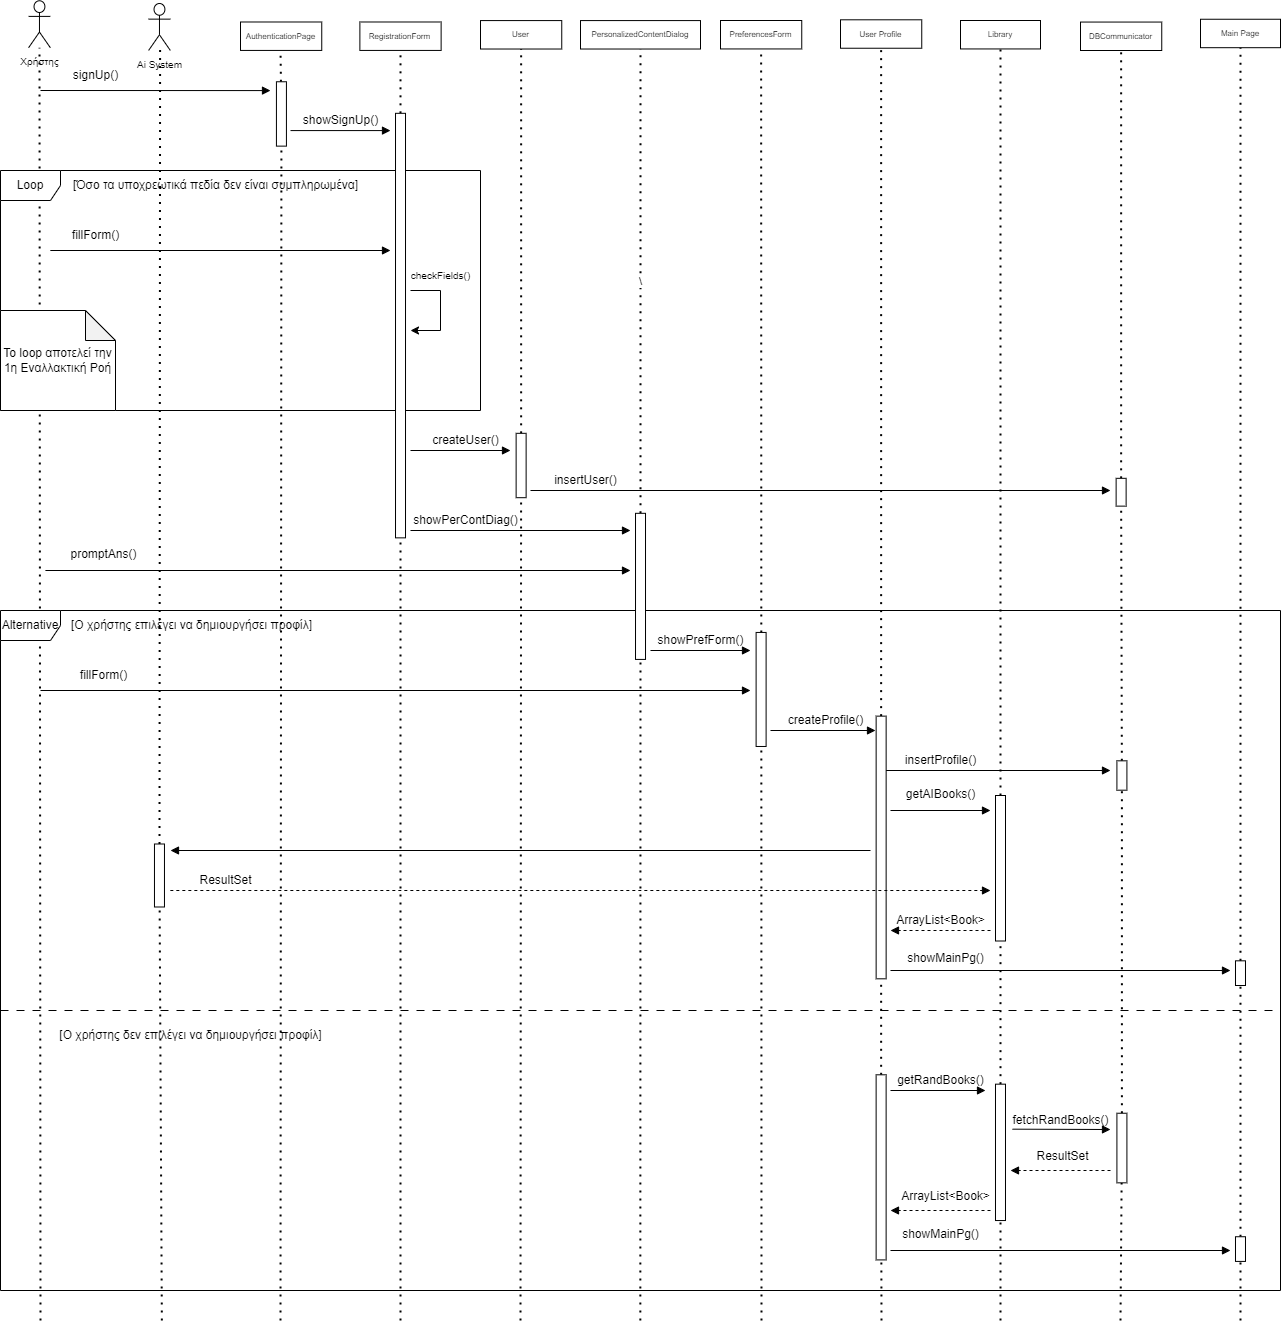 Χρήστης
Ai System
AuthenticationPage
RegistrationForm
User
PersonalizedContentDialog
PreferencesForm
User Profile
Library
DBCommunicator
Main Page
signUp()
showSignUp()
Loop
[Όσο τα υποχρεωτικά πεδία δεν είναι συμπληρωμένα]
fillForm()
checkFields()
\
Το loop αποτελεί την
1η Εναλλακτική Ροή
createUser()
insertUser()
showPerContDiag()
promptAns()
Alternative
[Ο χρήστης επιλέγει να δημιουργήσει προφίλ]
showPrefForm()
fillForm()
createProfile()
insertProfile()
getAIBooks()
ResultSet
ArrayList<Book>
showMainPg()
[Ο χρήστης δεν επιλέγει να δημιουργήσει προφίλ]
getRandBooks()
fetchRandBooks()
ResultSet
ArrayList<Book>
showMainPg()